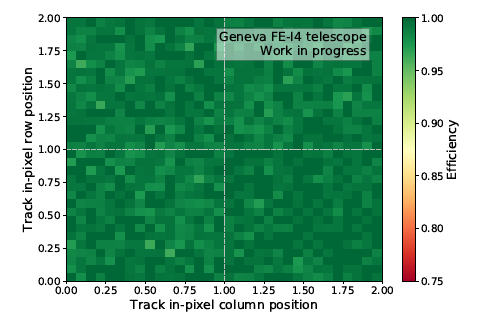 Geneva FE-I4 telescope
Work in progress
2.00
1.75
1.50
1.25
1.00
0.75
0.50
0.25
0.00
Track in-pixel row position
0.00 0.25 0.50 0.75 1.00 1.25 1.50 1.75 2.00
Track in-pixel column position
1.00
0.95
0.90
0.85
0.80
0.75
Efficiency